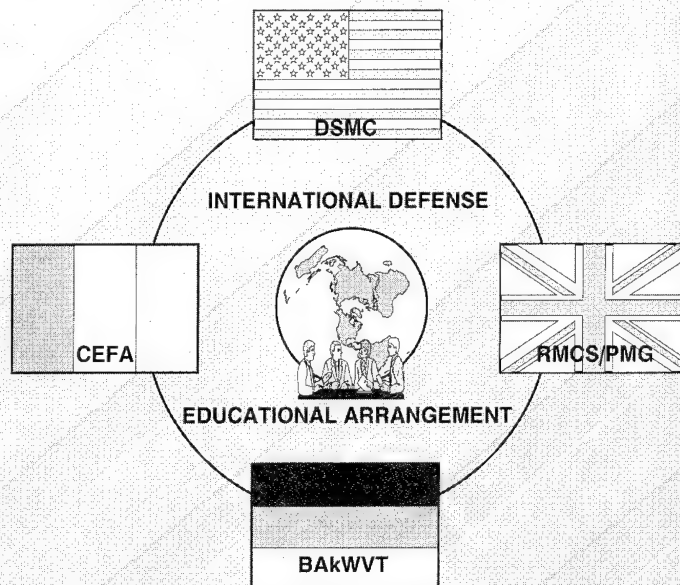 DSMC
INTERNATIONAL DEFENSE
CEFA
RMCS/PMG
EDUCATIONAL ARRANGEMENT
BAkWVT